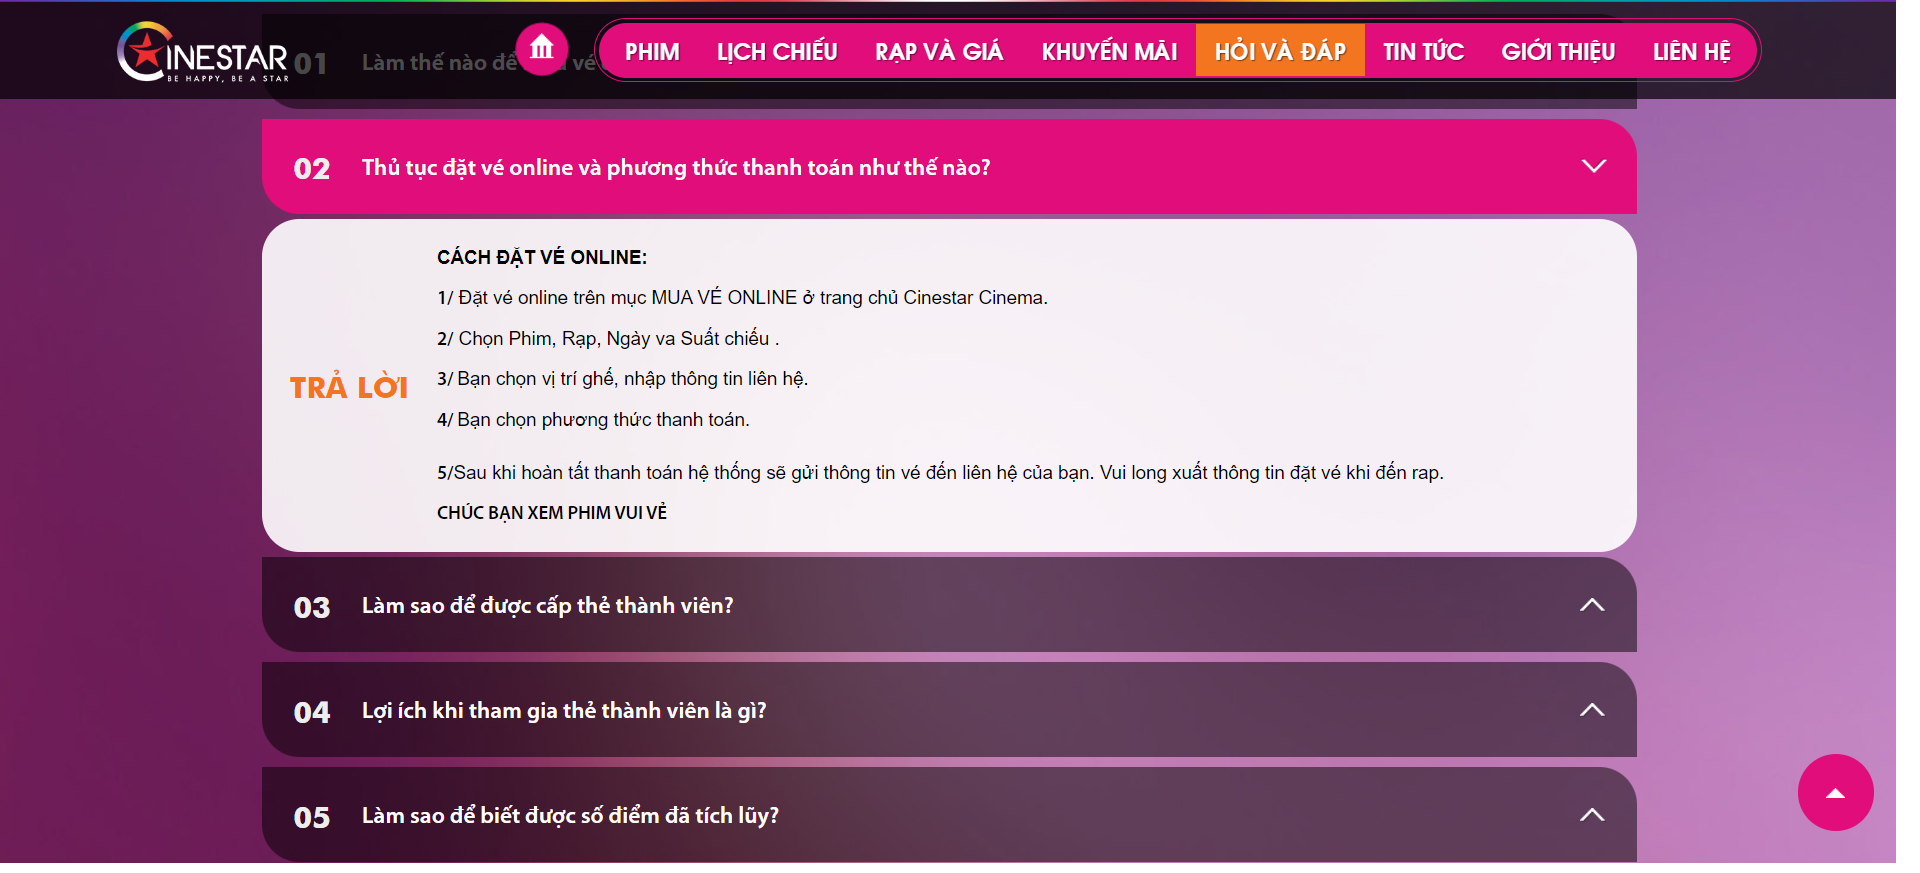 CINESTAR
BE HAPPY, BE A STAR
PHIM
LỊCH CHIẾU
RẠP VÀ GIÁ
KHUYẾN MÃI
HỎI VÀ ĐÁP
TIN TỨC
GIỚI THIỆU
LIÊN HỆ
01 Làm thế nào để vé
02 Thủ tục đặt vé online và phương thức thanh toán như thế nào?
TRẢ LỜI
CÁCH ĐẶT VÉ ONLINE:
1/ Đặt vé online trên mục MUA VÉ ONLINE ở trang chủ Cinestar Cinema.
2/ Chọn Phim, Rạp, Ngày va Suất chiếu .
3/ Bạn chọn vị trí ghế, nhập thông tin liên hệ.
4/ Bạn chọn phương thức thanh toán.
5/Sau khi hoàn tất thanh toán hệ thống sẽ gửi thông tin vé đến liên hệ của bạn. Vui long xuất thông tin đặt vé khi đến rap.
CHÚC BẠN XEM PHIM VUI VẺ
03 Làm sao để được cấp thẻ thành viên?
04 Lợi ích khi tham gia thẻ thành viên là gì?
05 Làm sao để biết được số điểm đã tích lũy?